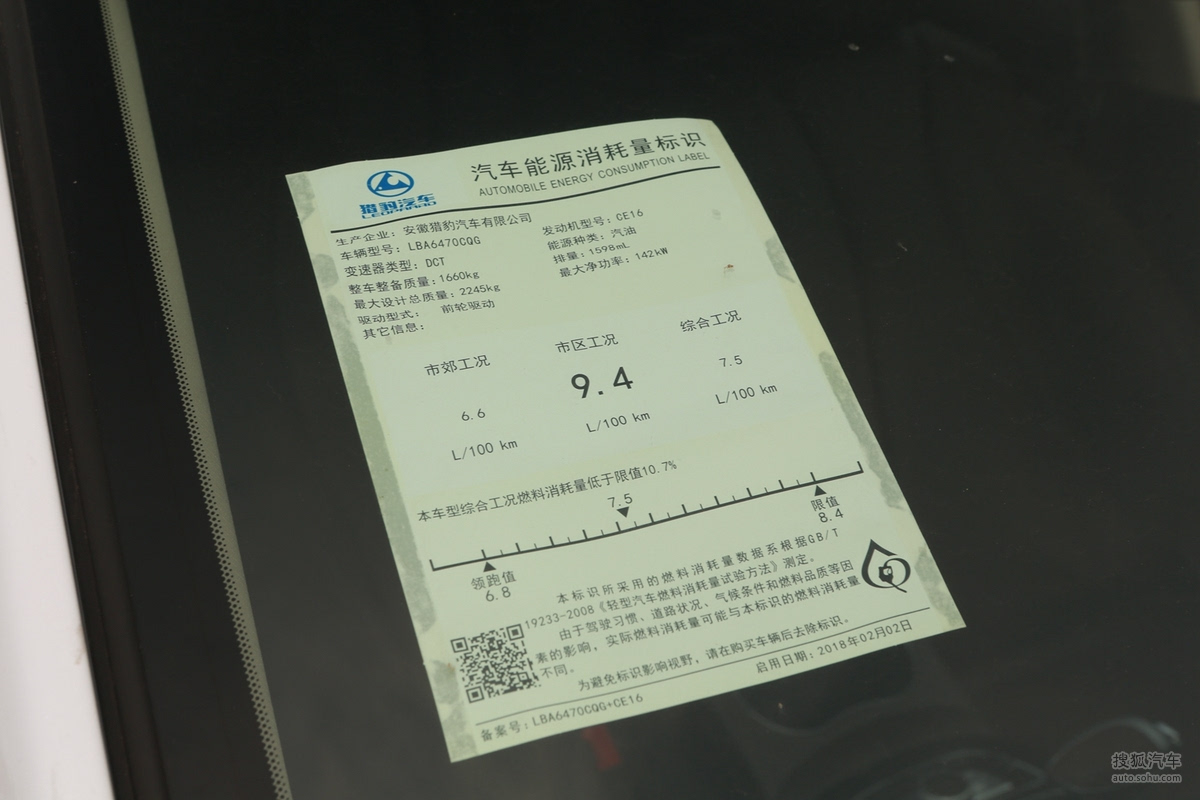 猎豹汽车
LEOPAARD
汽车能源消耗量标识
AUTOMOBILE ENERGY CONSUMPTION LABEL
生产企业：安徽猎豹汽车有限公司
车辆型号：LBA6470CQG
变速器类型：DCT
整车整备质量：1660kg
最大设计总质量：2245kg
驱动型式： 前轮驱动
其它信息：
发动机型号：CE16
能源种类：汽油
排量：1598mL
最大净功率：142kW
市郊工况
6.6
L/100 km
市区工况
9.4
L/100 km
综合工况
7.5
L/100 km
本车型综合工况燃料消耗量低于限值10.7%
7.5
领跑值
6.8
限值
8.4
本标识所采用的燃料消耗量数据系根据GB/T
19233-2008《轻型汽车燃料消耗量试验方法》测定。
由于驾驶习惯、道路状况、气候条件和燃料品质等因
素的影响，实际燃料消耗量可能与本标识的燃料消耗量
不同。
为避免标识影响视野，请在购买车辆后去除标识。
备案号：LBA6470CQG+CE16
启用日期：2018年02月02日
搜狐汽车
auto.sohu.com